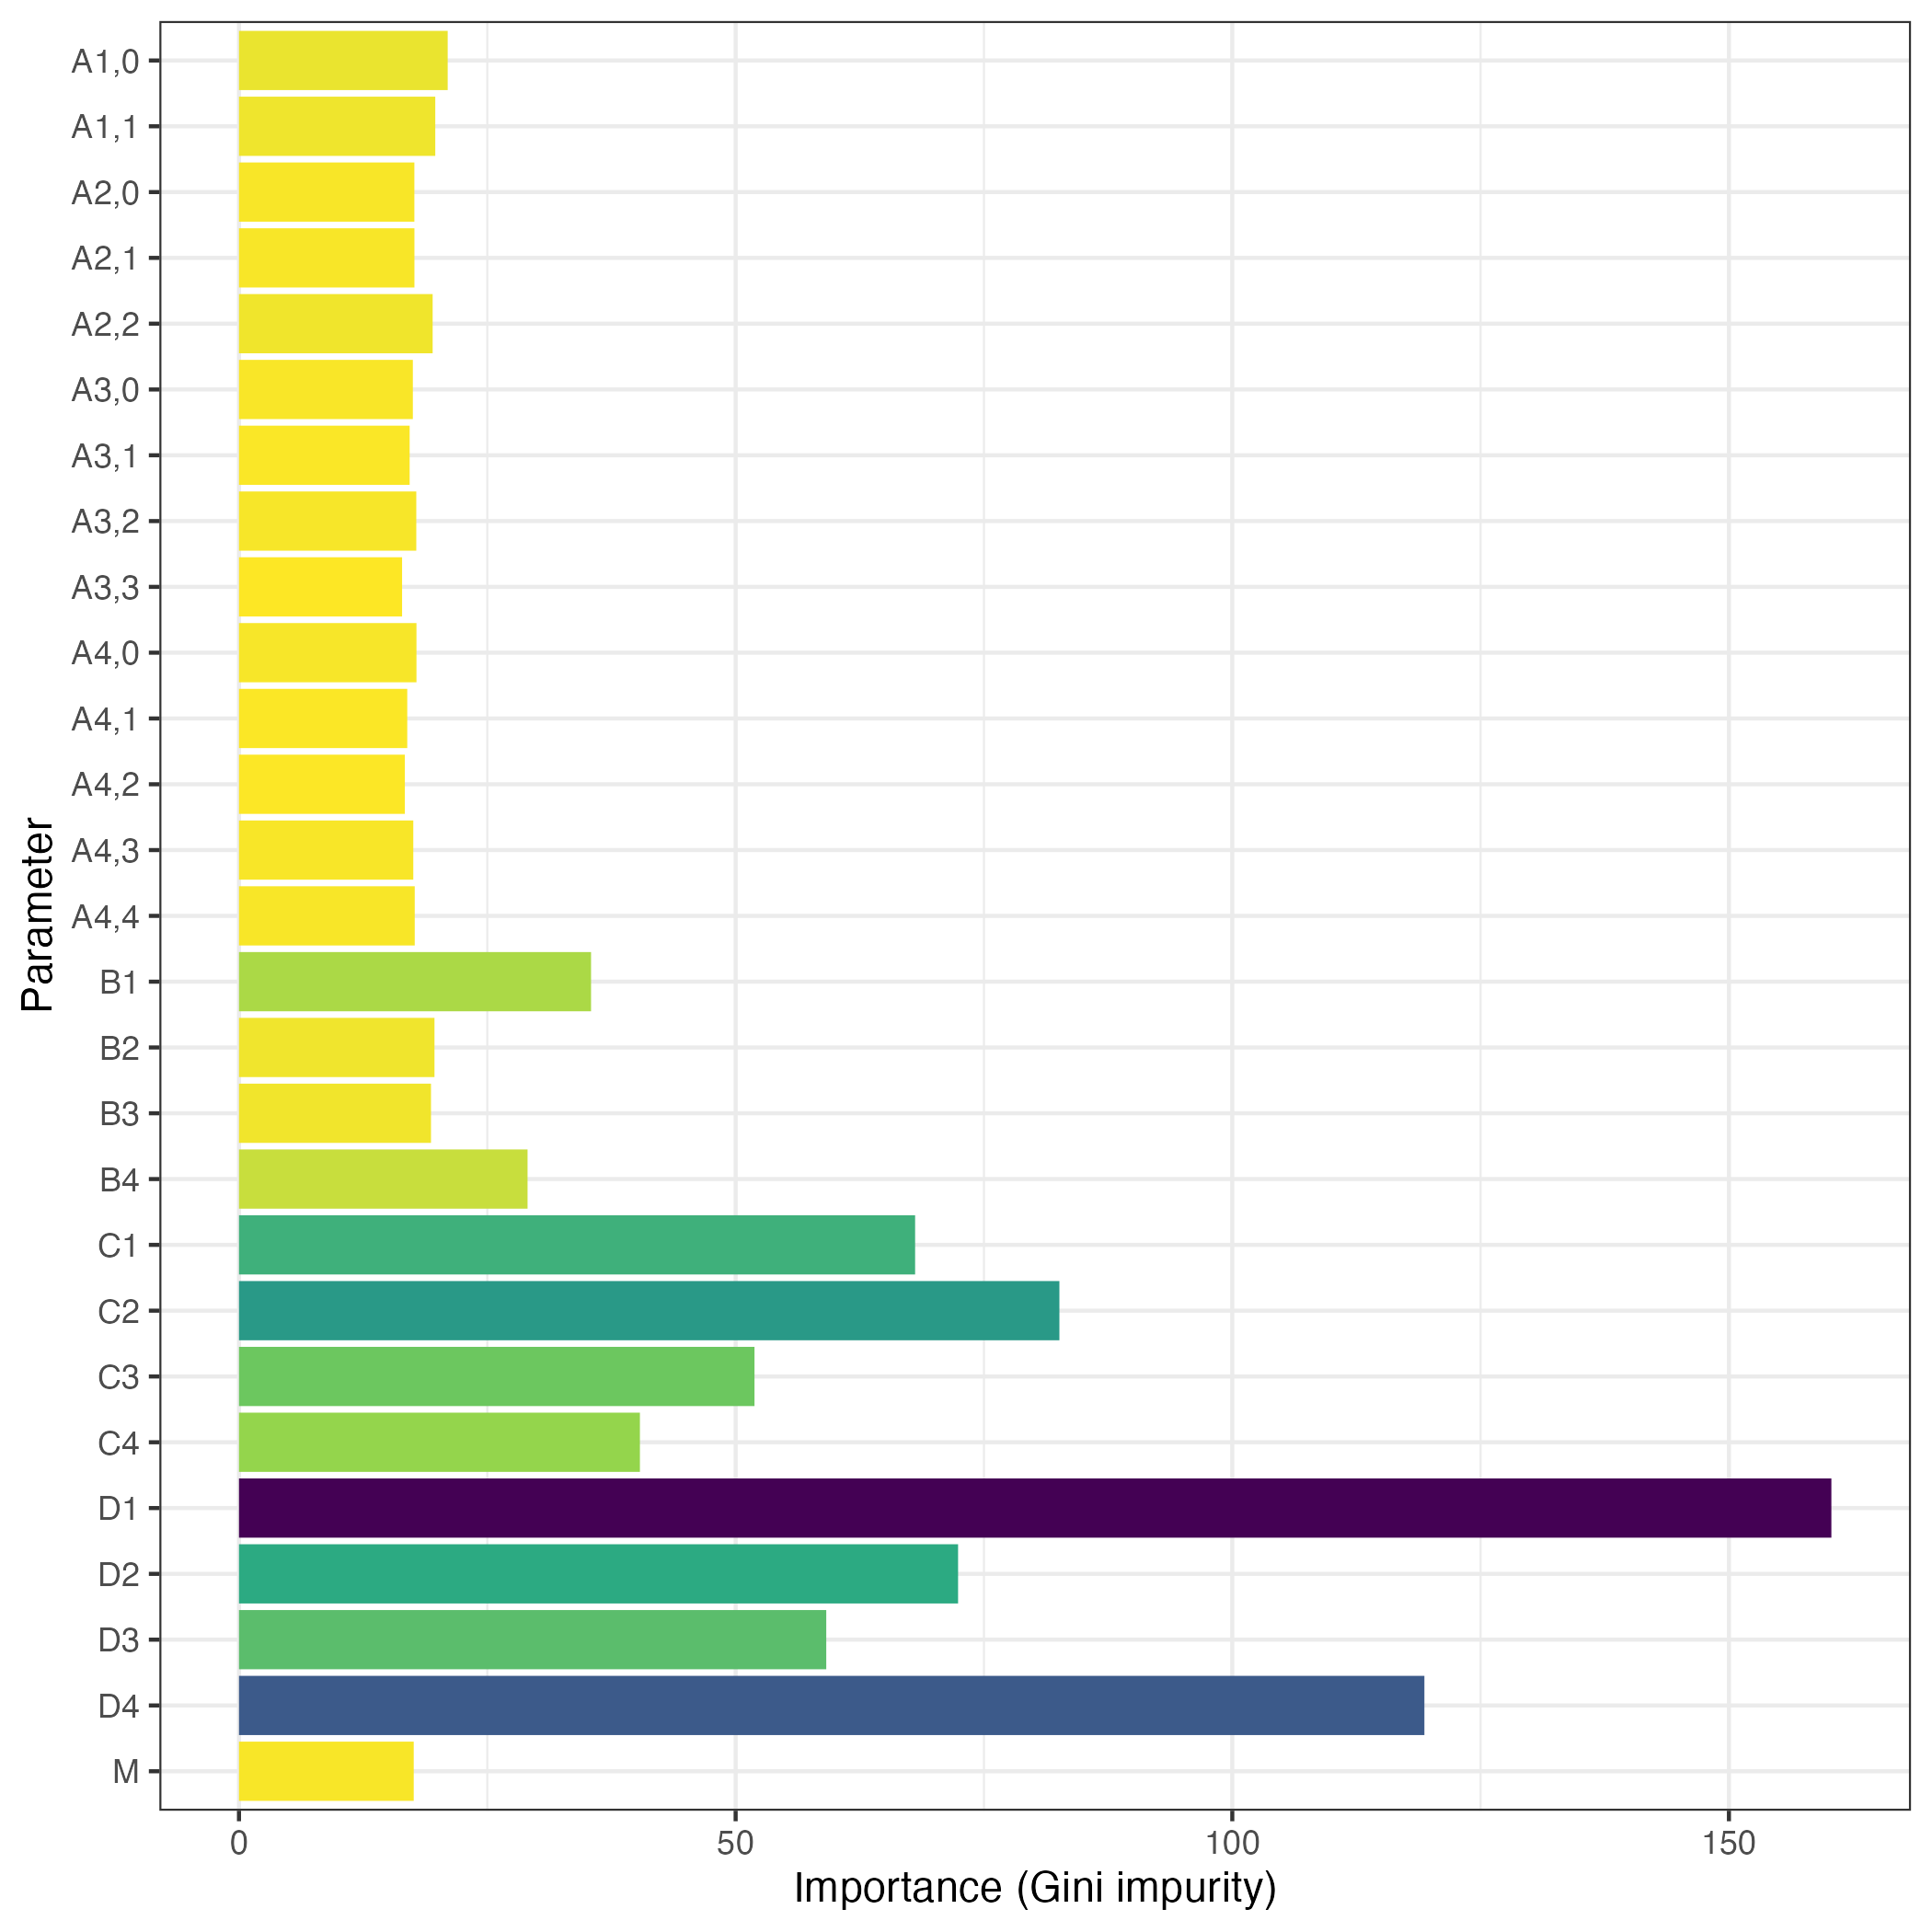 A1,0
A1,1
A2,0
A2,1
A2,2
A3,0
A3,1
A3,2
A3,3
A4,0
A4,1
A4,2
A4,3
A4,4
B1
B2
B3
B4
C1
C2
C3
C4
D1
D2
D3
D4
M
Parameter
0 50 100 150
Importance (Gini impurity)